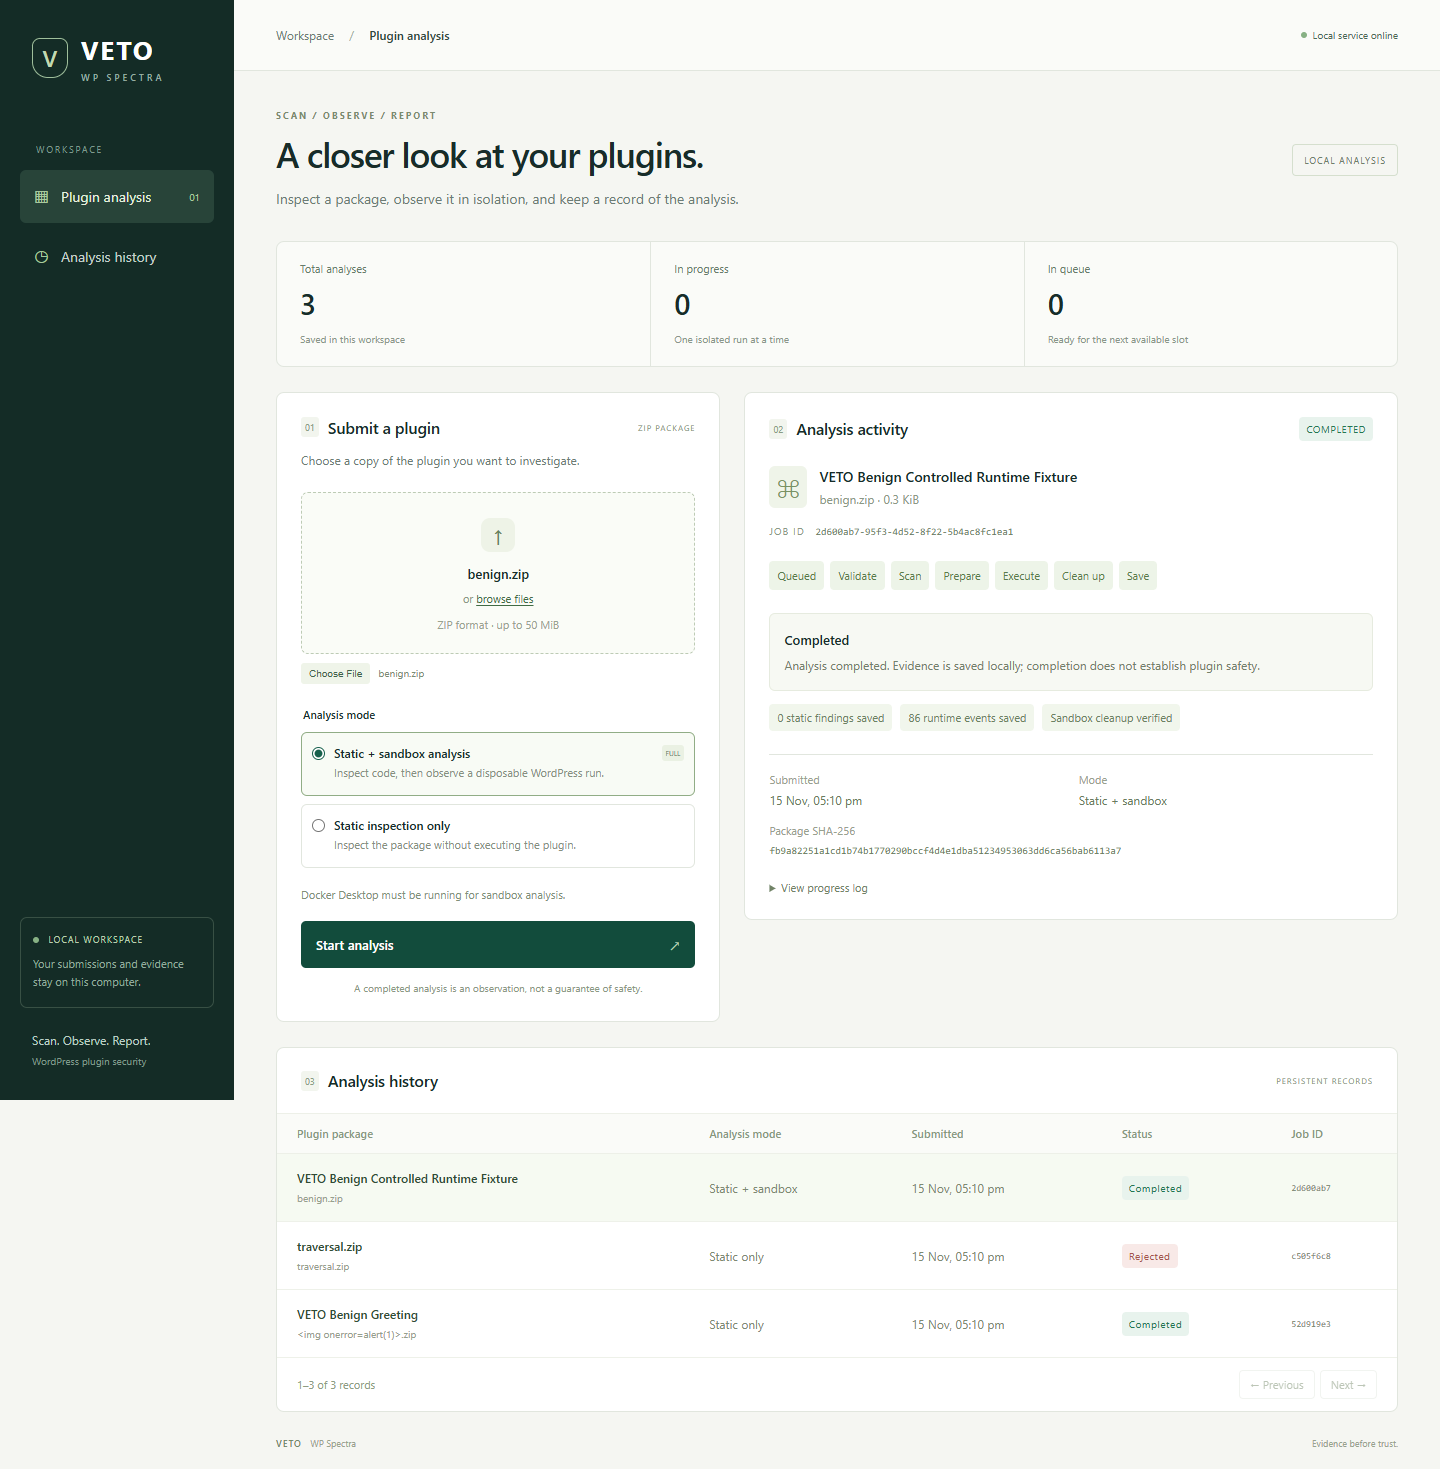 V
VETO
WP SPECTRA
WORKSPACE
Plugin analysis 01
Analysis history
LOCAL WORKSPACE
Your submissions and evidence
stay on this computer.
Scan. Observe. Report.
WordPress plugin security
Workspace / Plugin analysis
Local service online
SCAN / OBSERVE / REPORT
A closer look at your plugins.
Inspect a package, observe it in isolation, and keep a record of the analysis.
LOCAL ANALYSIS
Total analyses
3
Saved in this workspace
In progress
0
One isolated run at a time
In queue
0
Ready for the next available slot
01 Submit a plugin ZIP PACKAGE
Choose a copy of the plugin you want to investigate.
↑
benign.zip
or browse files
ZIP format · up to 50 MiB
Choose File benign.zip
Analysis mode
Static + sandbox analysis FULL
Inspect code, then observe a disposable WordPress run.
Static inspection only
Inspect the package without executing the plugin.
Docker Desktop must be running for sandbox analysis.
Start analysis ↗
A completed analysis is an observation, not a guarantee of safety.
02 Analysis activity COMPLETED
⌘
VETO Benign Controlled Runtime Fixture
benign.zip · 0.3 KiB
JOB ID 2d600ab7-95f3-4d52-8f22-5b4ac8fc1ea1
Queued Validate Scan Prepare Execute Clean up Save
Completed
Analysis completed. Evidence is saved locally; completion does not establish plugin safety.
0 static findings saved 86 runtime events saved Sandbox cleanup verified
Submitted Mode
15 Nov, 05:10 pm Static + sandbox
Package SHA-256
fb9a82251a1cd1b74b1770290bccf4d4e1dba51234953063dd6ca56bab6113a7
▶ View progress log
03 Analysis history PERSISTENT RECORDS
Plugin package Analysis mode Submitted Status Job ID
VETO Benign Controlled Runtime Fixture
benign.zip
Static + sandbox 15 Nov, 05:10 pm Completed 2d600ab7
traversal.zip
traversal.zip
Static only 15 Nov, 05:10 pm Rejected c505f6c8
VETO Benign Greeting
<img onerror=alert(1)>.zip
Static only 15 Nov, 05:10 pm Completed 52d919e3
1–3 of 3 records ← Previous Next →
VETO WP Spectra
Evidence before trust.